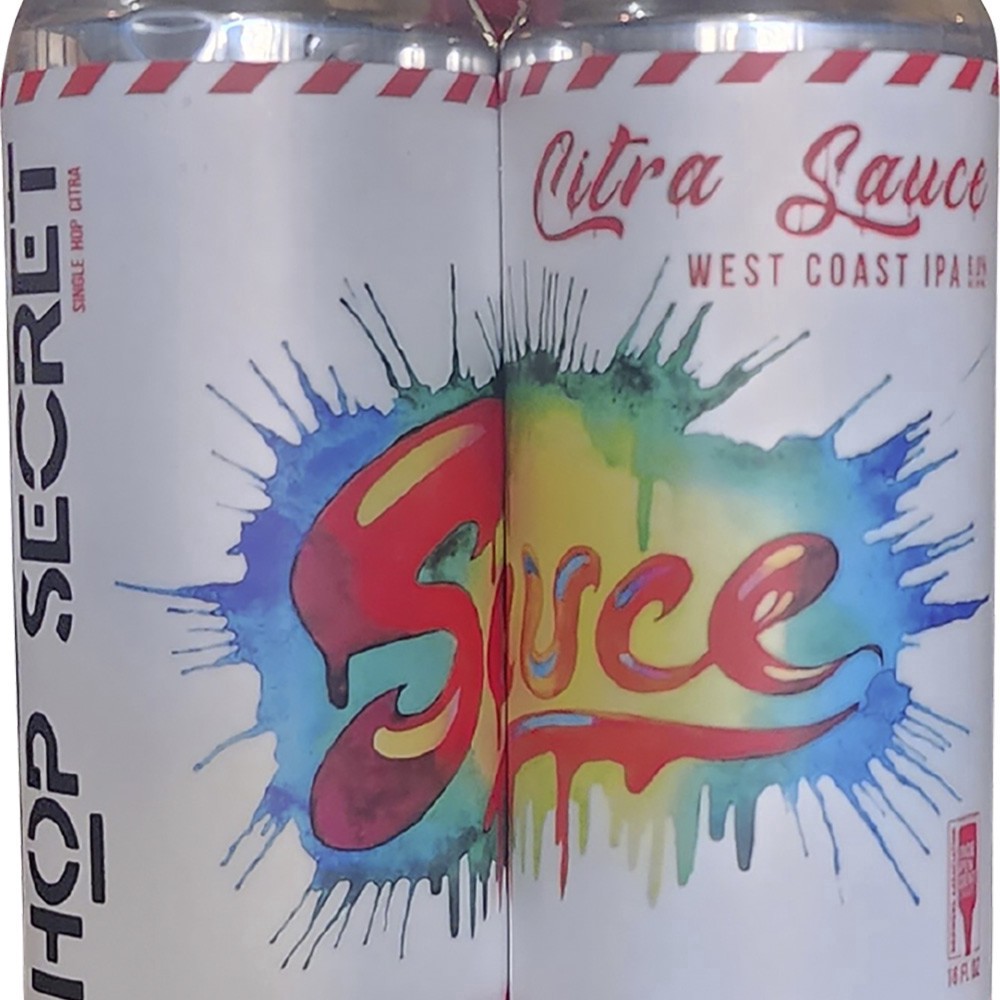 HOP SECRET
SINGLE HOP CITRA
Citra Sauce
WEST COAST IPA
Sauce
16 FL OZ